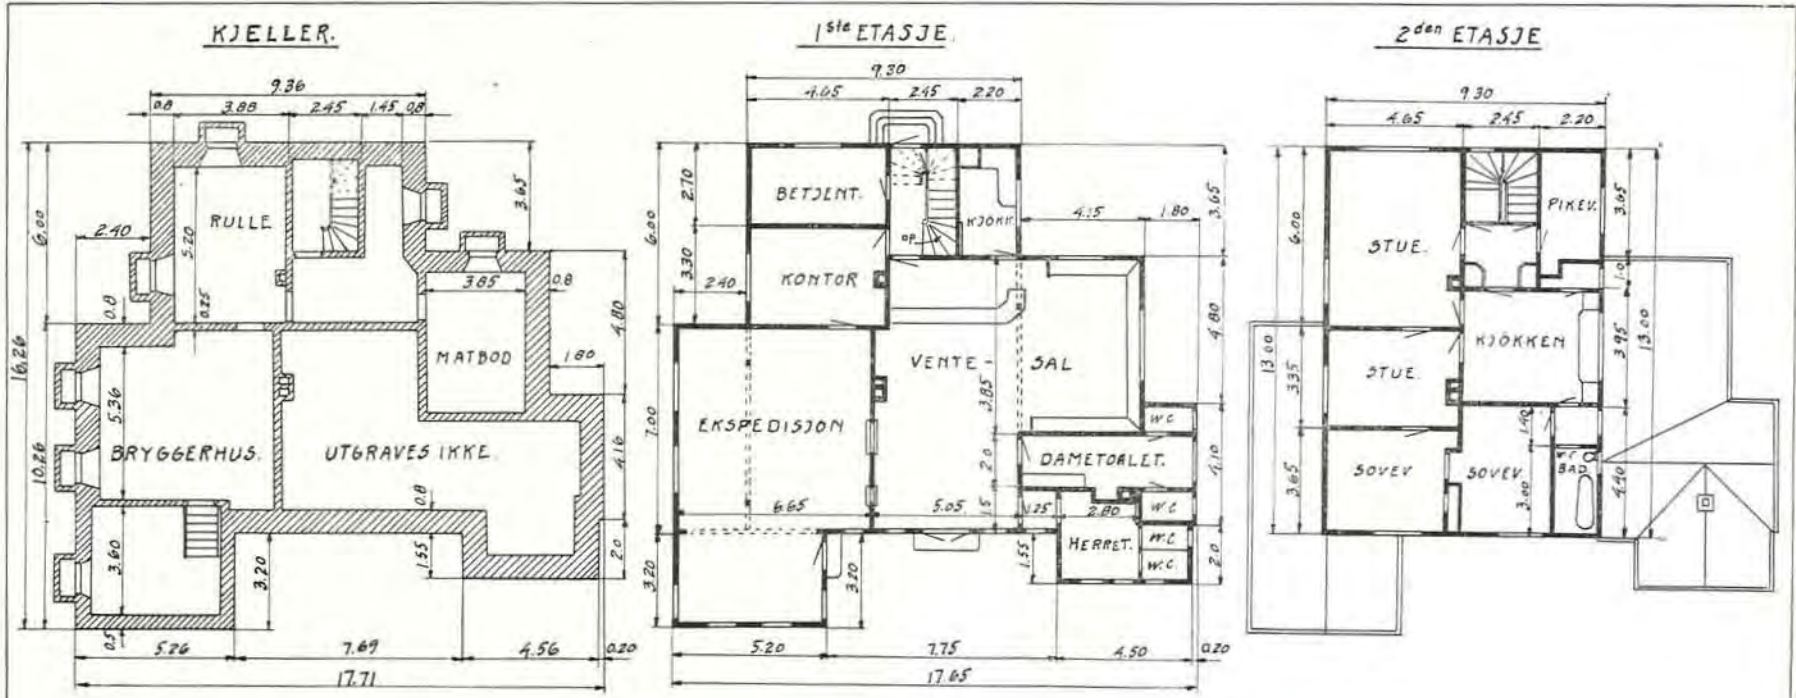 KJELLER.
9.36
0.8 3.88 2.45 1.45 0.8
6.00
3.65
RULLE
2.40
5.20
3.85
0.8
0.8
0.25
4.80
16.26
MATBOD
1.80
5.36
10.26
BRYGGERHUS.
UTGRAVES IKKE.
4.16
0.8
3.60
3.20
1.55
2.0
0.5
5.26 7.69 4.56 0.20
17.71
1ste ETASJE.
9.30
4.65 2.45 2.20
2.70
BETJENT.
3.65
6.00
KJÖKK.
4.15 1.80
OP.
3.30
KONTOR
2.40
4.80
VENTE - SAL
3.85
7.00
EKSPEDISJON
W.C
DAMETOALET.
2.0
4.10
6.65
5.05
1.5
1.25
2.80
W.C
HERRET.
W.C
W.C
3.20
3.20
1.55
2.0
5.20 7.75 4.50 0.20
17.65
2den ETASJE
9.30
4.65 2.45 2.20
6.00
STUE.
PIKEV.
3.65
1.0
13.00
3.35
STUE.
KJÖKKEN
3.95
13.00
1.40
3.65
SOVEV.
SOVEV.
W.C
BAD
3.00
4.40